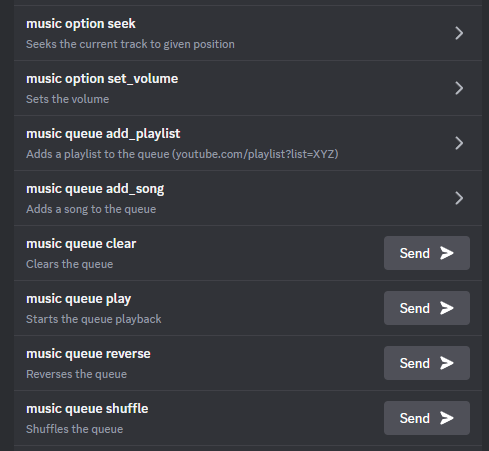 music option seek
Seeks the current track to given position
music option set_volume
Sets the volume
music queue add_playlist
Adds a playlist to the queue (youtube.com/playlist?list=XYZ)
music queue add_song
Adds a song to the queue
music queue clear
Clears the queue
Send
music queue play
Starts the queue playback
Send
music queue reverse
Reverses the queue
Send
music queue shuffle
Shuffles the queue
Send